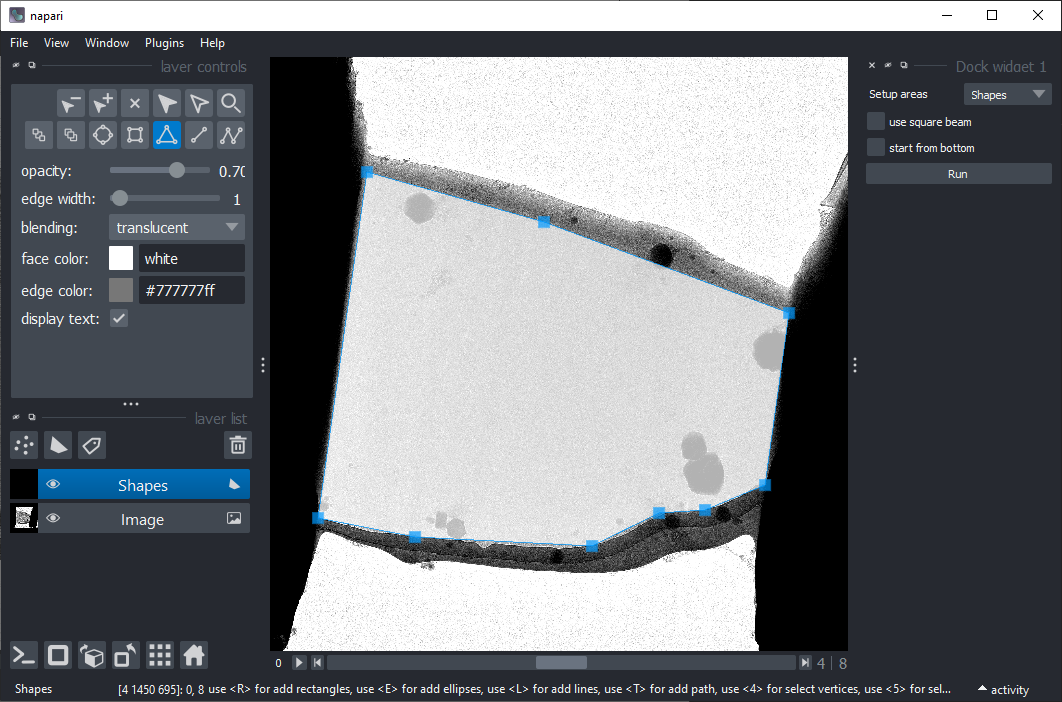 napari
File View Window Plugins Help
layer controls
opacity: 0.70
edge width: 1
blending: translucent
face color: white
edge color: #777777ff
display text:
layer list
Shapes
Image
Dock widget 1
Setup areas Shapes
use square beam
start from bottom
Run
0 4 8
Shapes [4 1450 695]: 0, 8 use <R> for add rectangles, use <E> for add ellipses, use <L> for add lines, use <T> for add path, use <4> for select vertices, use <5> for sel... activity